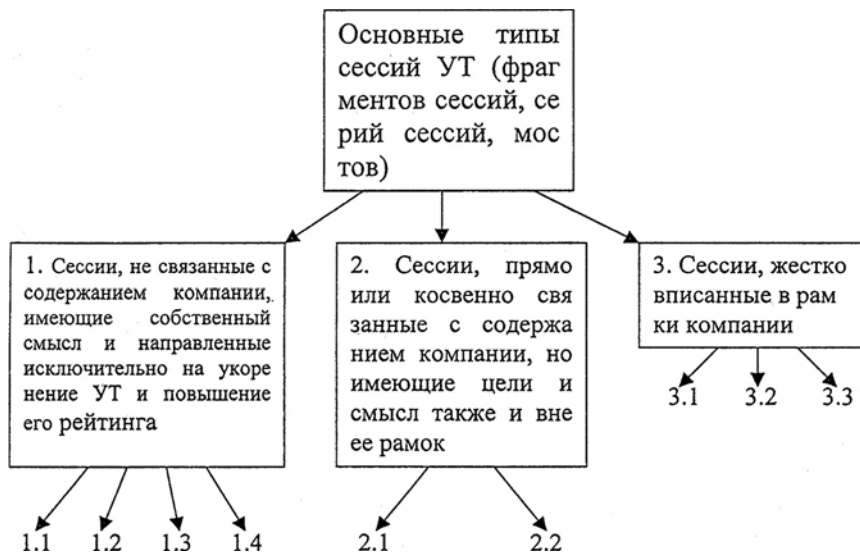 Основные типы
сессий УТ (фраг
ментов сессий, се
рий сессий, мос
тов)
1. Сессии, не связанные с
содержанием компании,
имеющие собственный
смысл и направленные
исключительно на укоре
нение УТ и повышение
его рейтинга
2. Сессии, прямо
или косвенно свя
занные с содержа
нием компании, но
имеющие цели и
смысл также и вне
ее рамок
3. Сессии, жестко
вписанные в рам
ки компании
3.1 3.2 3.3
1.1 1.2 1.3 1.4 2.1 2.2